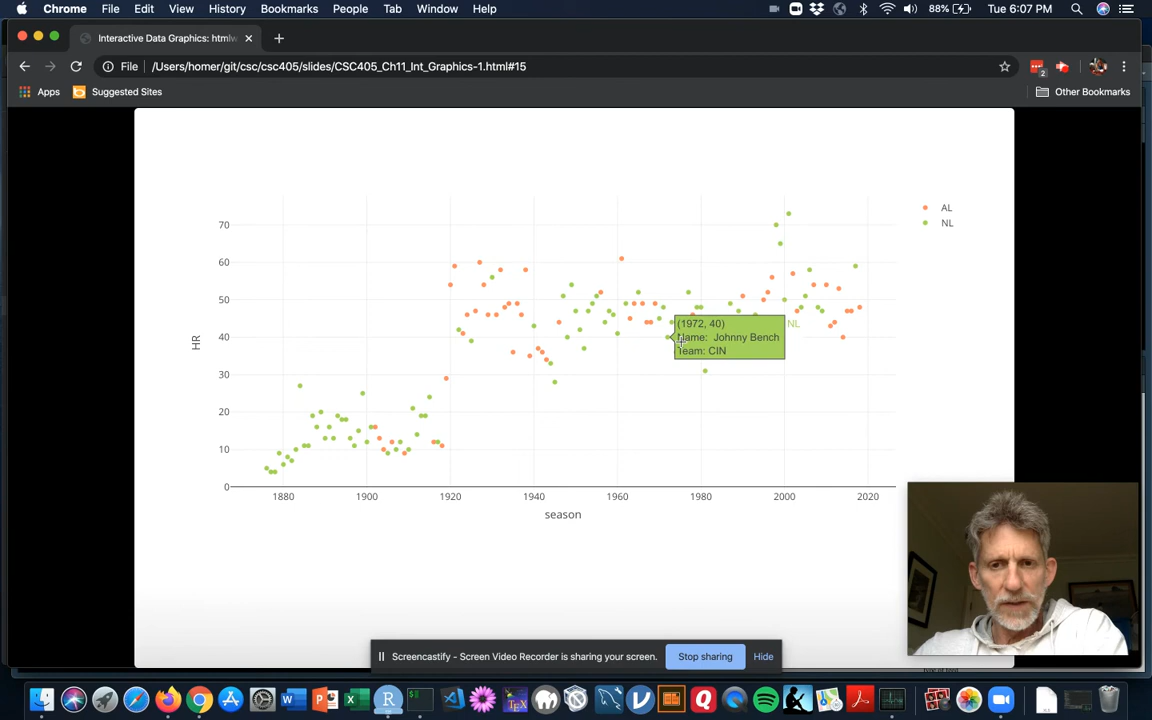 Chrome File Edit View History Bookmarks People Tab Window Help 88% Tue 6:07 PM
Interactive Data Graphics: htmlw
File /Users/homer/git/csc/csc405/slides/CSC405_Ch11_Int_Graphics-1.html#15
2
Apps Suggested Sites Other Bookmarks
AL
NL
70
60
50
40
30
20
10
0
HR
(1972, 40)
Name: Johnny Bench
Team: CIN
NL
1880 1900 1920 1940 1960 1980 2000 2020
season
Screencastify - Screen Video Recorder is sharing your screen. Stop sharing Hide